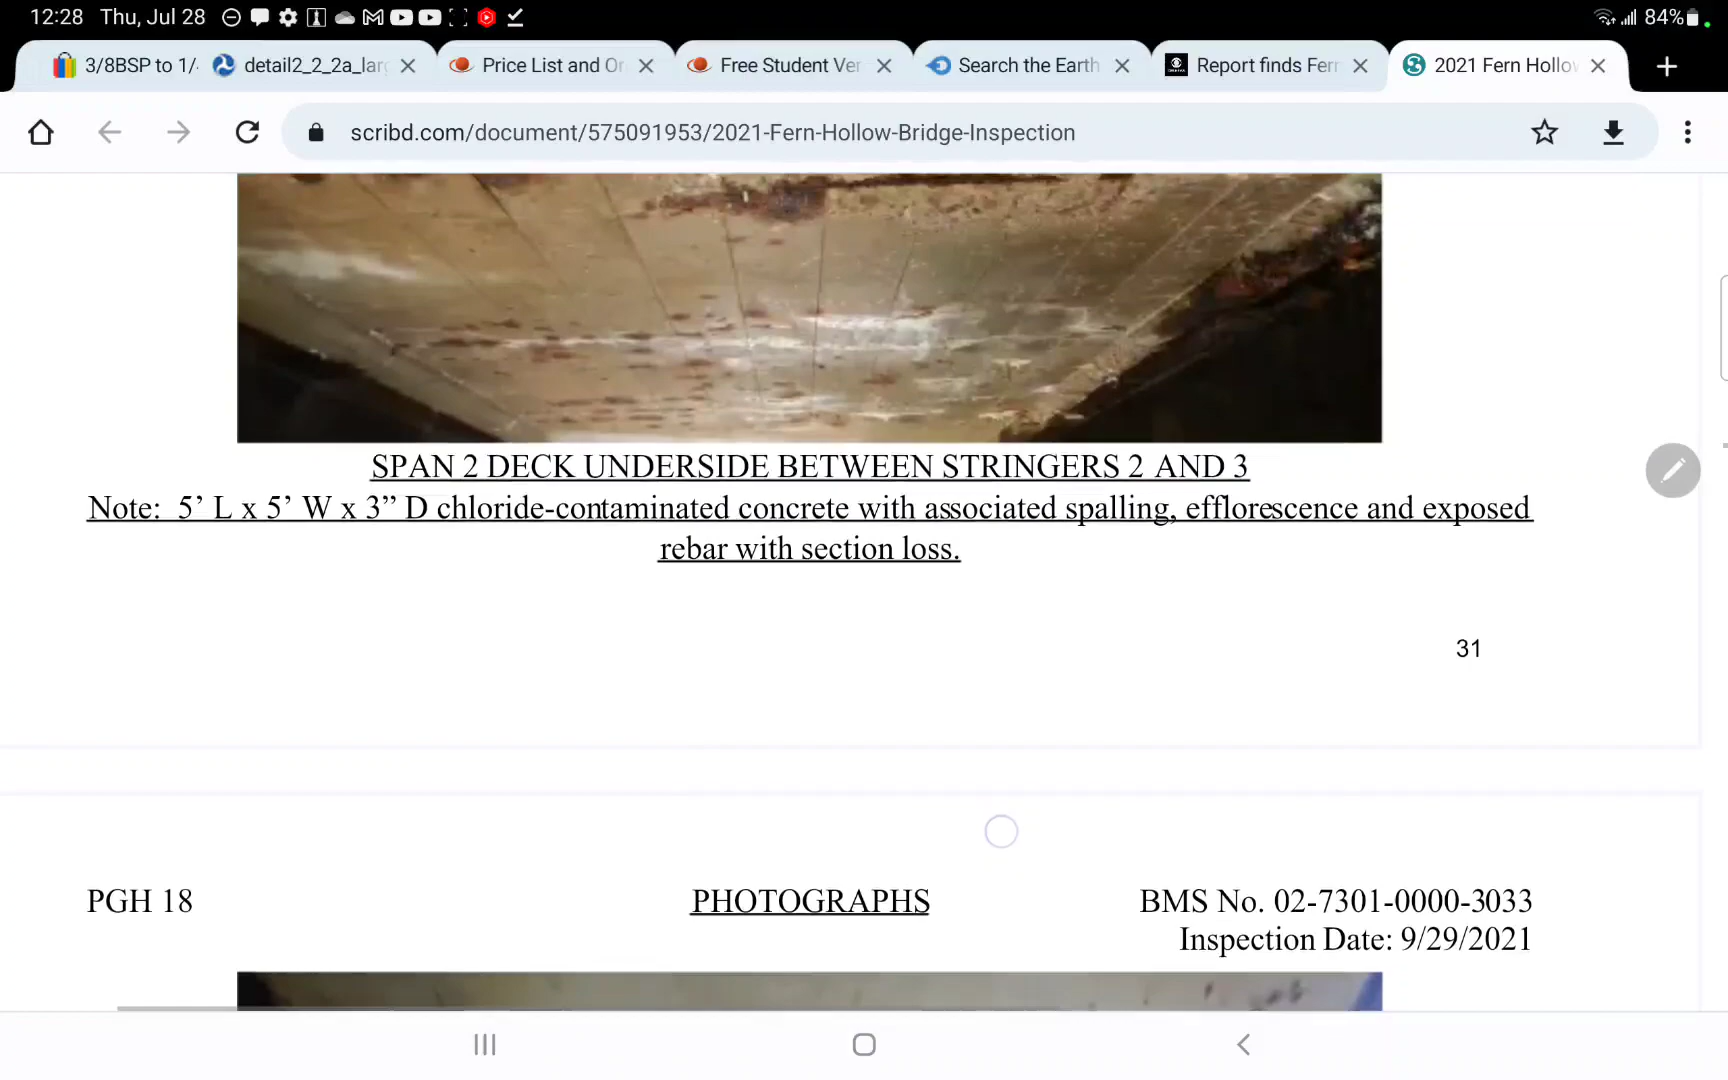 12:28 Thu, Jul 28 84%
3/8BSP to 1/ detail2_2_2a_lar Price List and Or Free Student Ver Search the Earth Report finds Fern 2021 Fern Hollow
scribd.com/document/575091953/2021-Fern-Hollow-Bridge-Inspection
SPAN 2 DECK UNDERSIDE BETWEEN STRINGERS 2 AND 3
Note: 5’ L x 5’ W x 3” D chloride-contaminated concrete with associated spalling, efflorescence and exposed
rebar with section loss.
31
PGH 18 PHOTOGRAPHS BMS No. 02-7301-0000-3033
Inspection Date: 9/29/2021